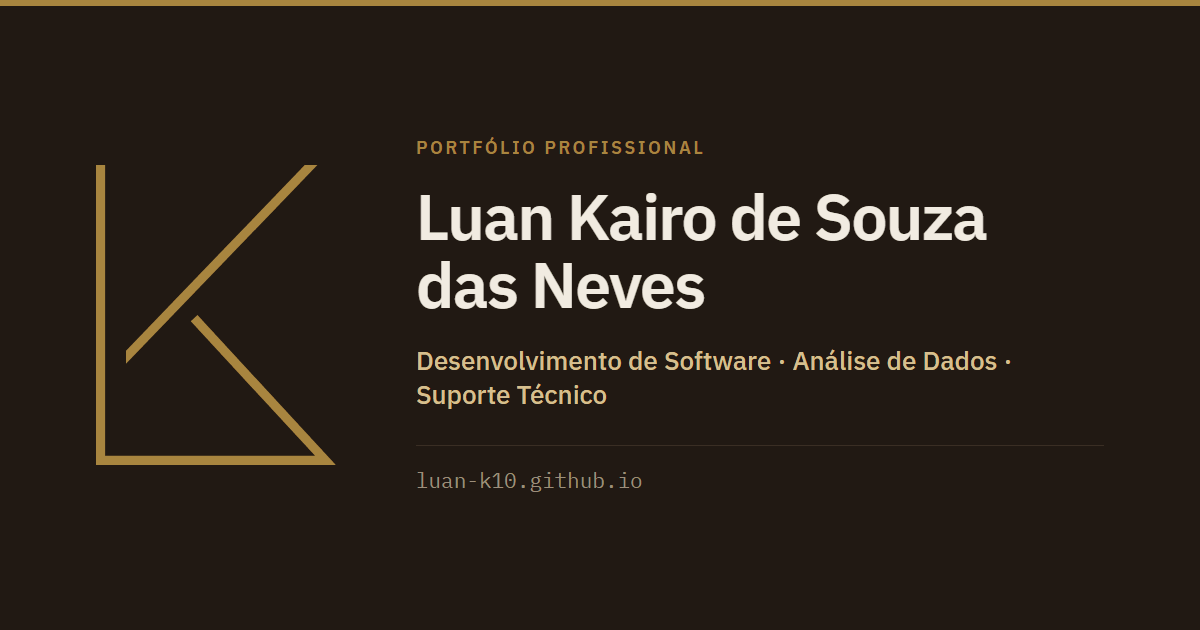 PORTFÓLIO PROFISSIONAL
Luan Kairo de Souza
das Neves
Desenvolvimento de Software · Análise de Dados ·
Suporte Técnico
luan-k10.github.io